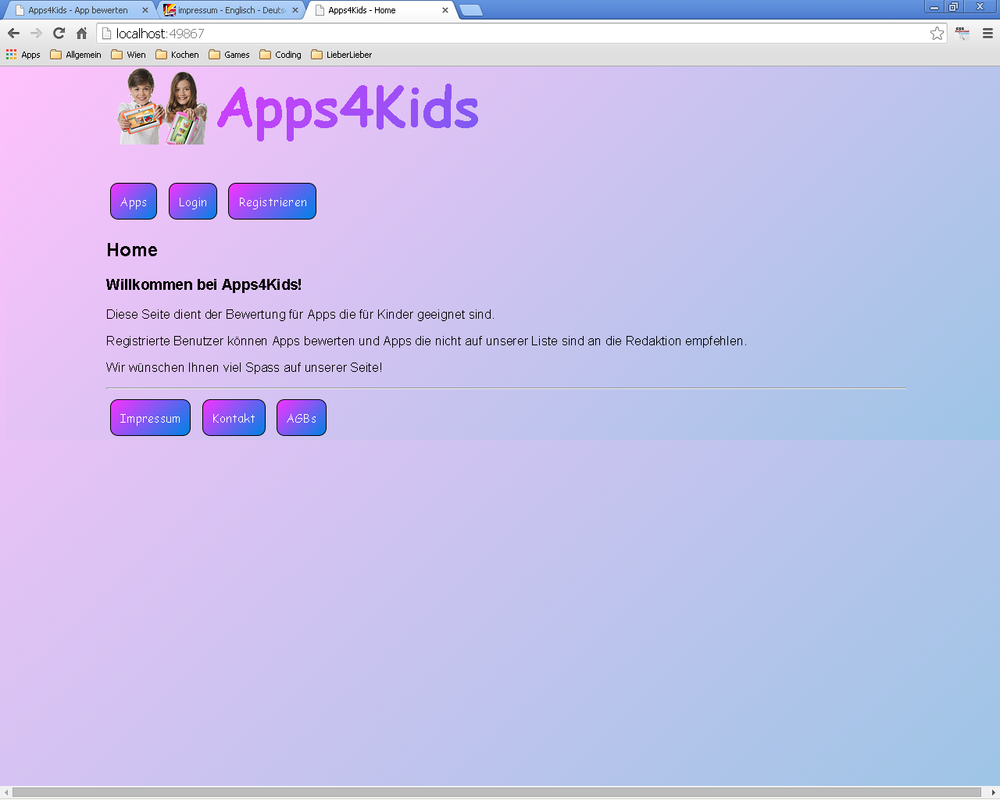 Apps4Kids - App bewerten
impressum - Englisch - Deuts
Apps4Kids - Home
localhost:49867
Apps
Allgemein
Wien
Kochen
Games
Coding
LieberLieber
Apps4Kids
Apps
Login
Registrieren
Home
Willkommen bei Apps4Kids!
Diese Seite dient der Bewertung für Apps die für Kinder geeignet sind.
Registrierte Benutzer können Apps bewerten und Apps die nicht auf unserer Liste sind an die Redaktion empfehlen.
Wir wünschen Ihnen viel Spass auf unserer Seite!
Impressum
Kontakt
AGBs